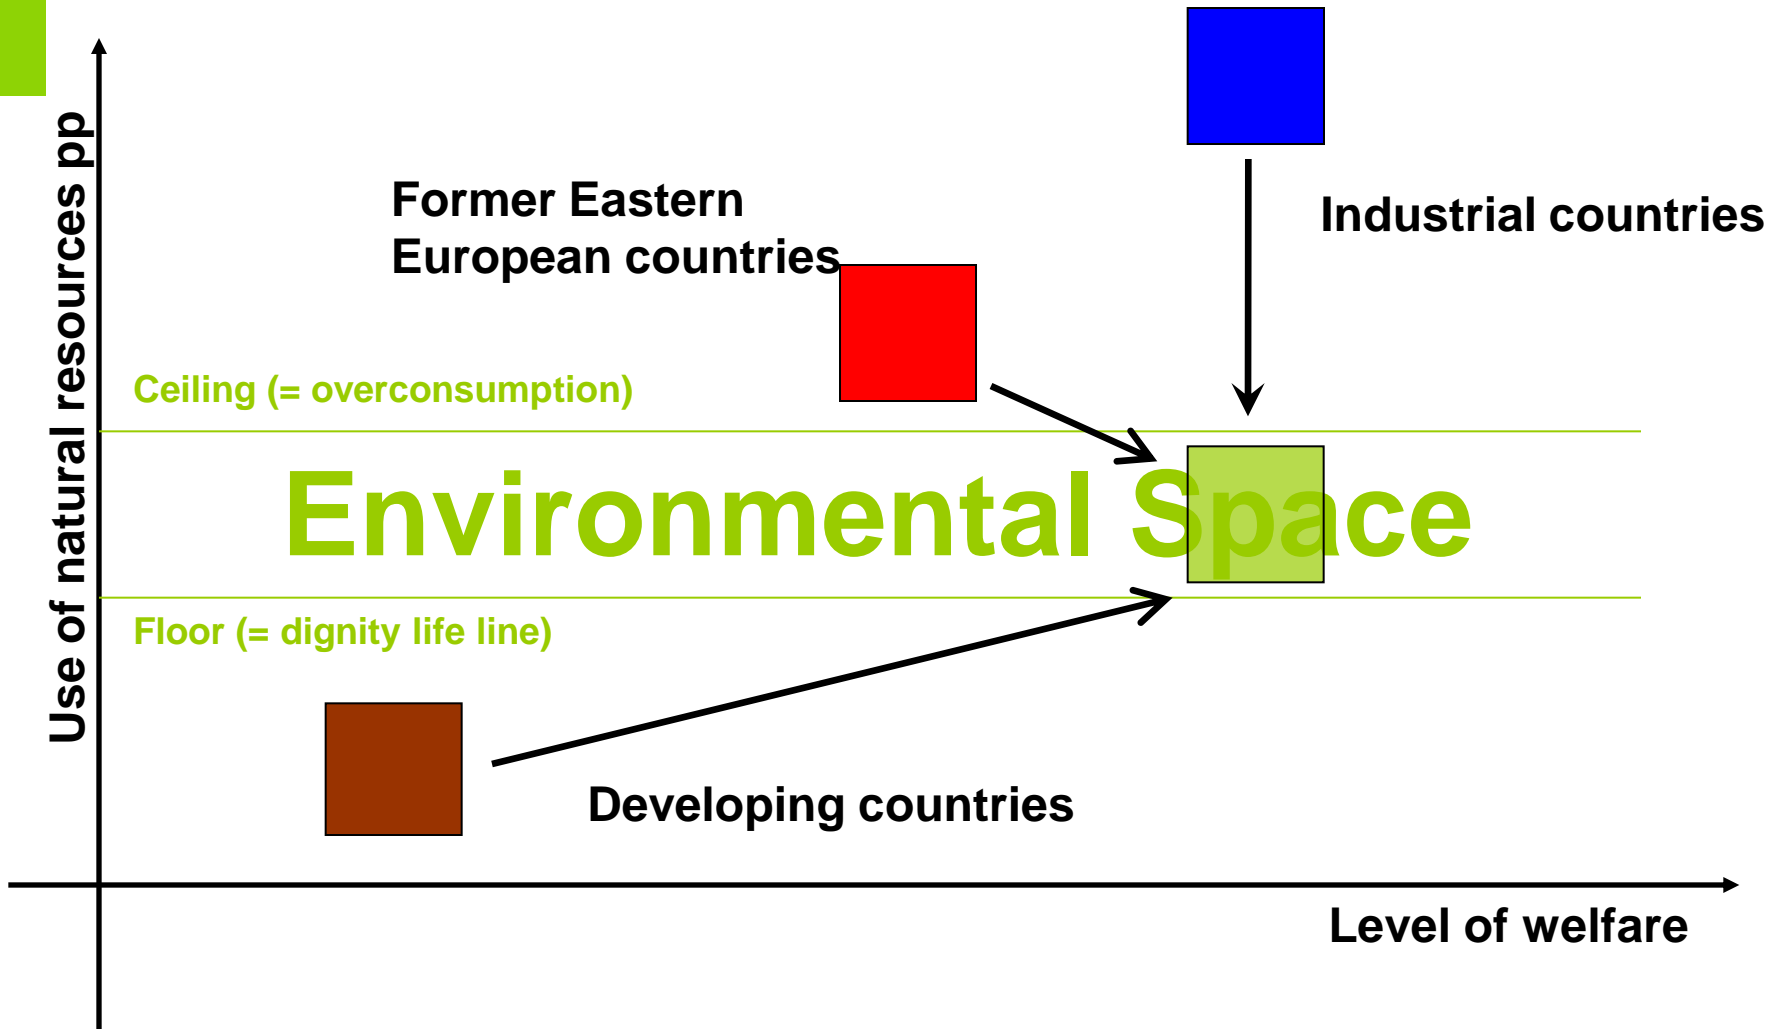 Use of natural resources pp
Former Eastern
European countries
Industrial countries
Ceiling (= overconsumption)
Environmental Space
Floor (= dignity life line)
Developing countries
Level of welfare